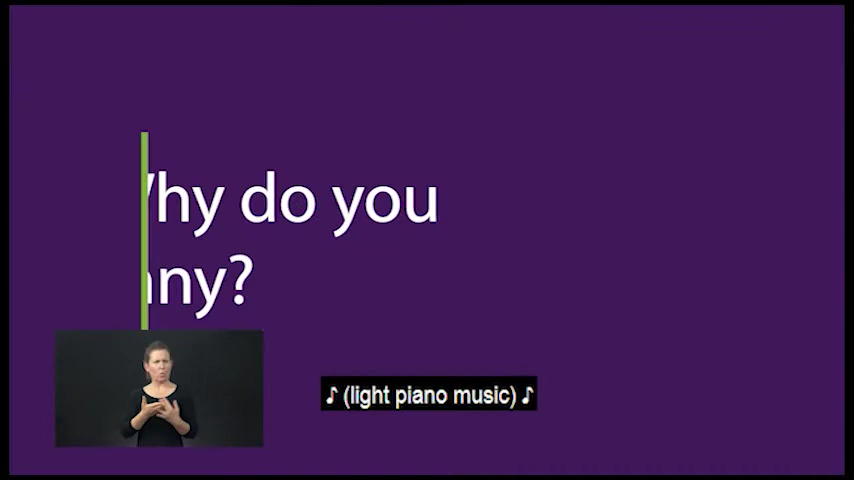 hy do you
ny?
♪ (light piano music) ♪